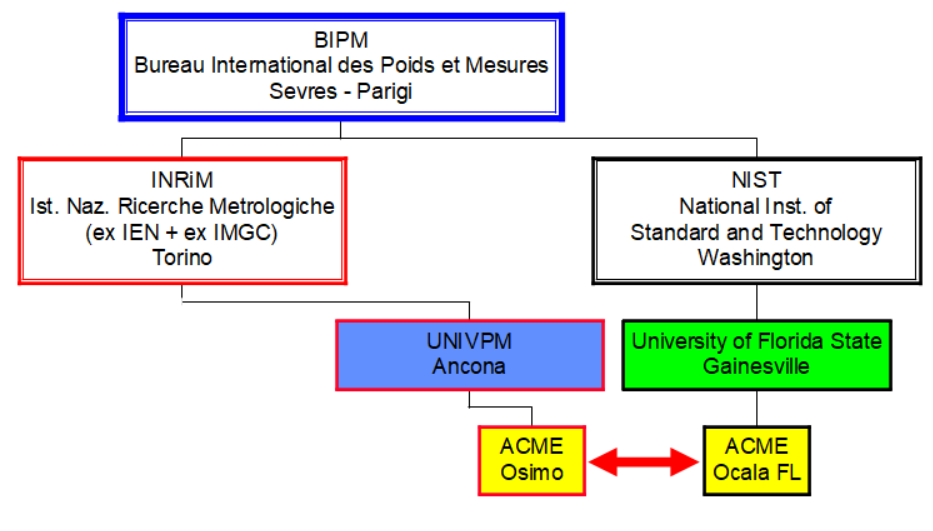 BIPM
Bureau International des Poids et Mesures
Sevres - Parigi
INRiM
Ist. Naz. Ricerche Metrologiche
(ex IEN + ex IMGC)
Torino
NIST
National Inst. of
Standard and Technology
Washington
UNIVPM
Ancona
University of Florida State
Gainesville
ACME
Osimo
ACME
Ocala FL